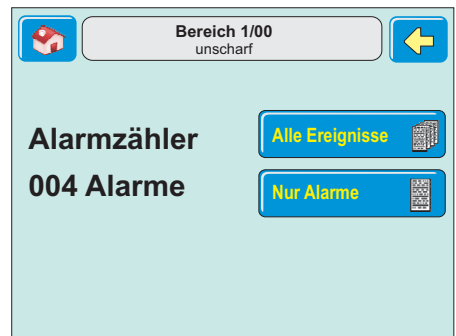 Bereich 1/00
unscharf
Alarmzähler
004 Alarme
Alle Ereignisse
Nur Alarme